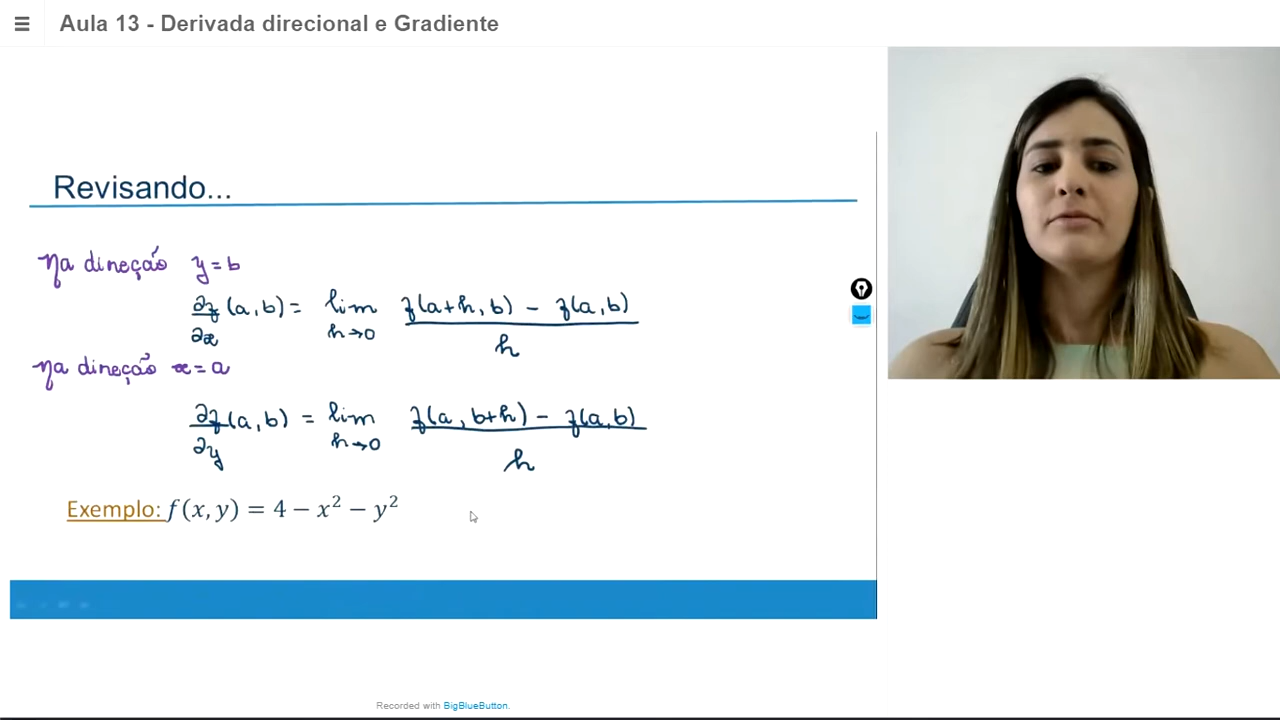 Aula 13 - Derivada direcional e Gradiente
Revisando...
Na direção y = b
∂z/∂x (a, b) = lim h→0 z(a+h, b) − z(a, b) / h
Na direção x = a
∂z/∂y (a, b) = lim h→0 z(a, b+h) − z(a, b) / h
Exemplo: f(x, y) = 4 − x² − y²
Recorded with BigBlueButton.